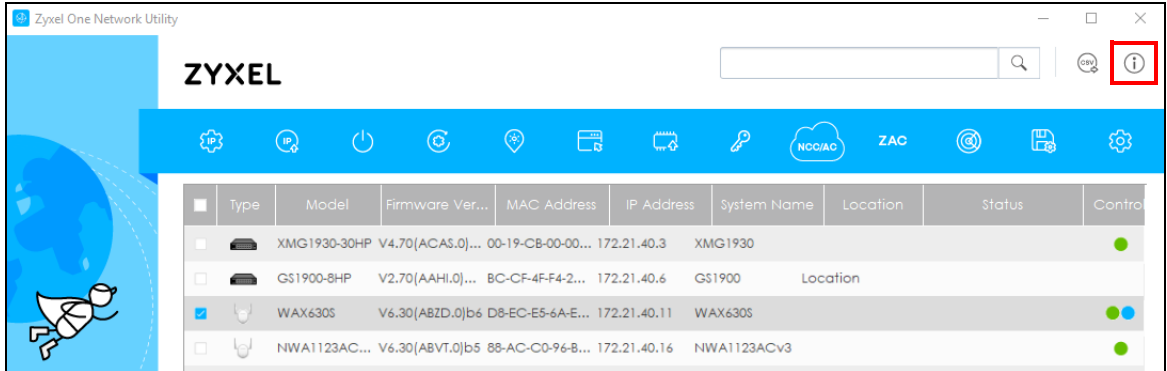 Zyxel One Network Utility
ZYXEL
CSV
IP IP NCC/AC ZAC
Type Model Firmware Ver... MAC Address IP Address System Name Location Status Control
XMG1930-30HP V4.70(ACAS.0)... 00-19-CB-00-00... 172.21.40.3 XMG1930
GS1900-8HP V2.70(AAHI.0)... BC-CF-4F-F4-2... 172.21.40.6 GS1900 Location
WAX630S V6.30(ABZD.0)b6 D8-EC-E5-6A-E... 172.21.40.11 WAX630S
NWA1123AC... V6.30(ABVT.0)b5 88-AC-C0-96-B... 172.21.40.16 NWA1123ACv3